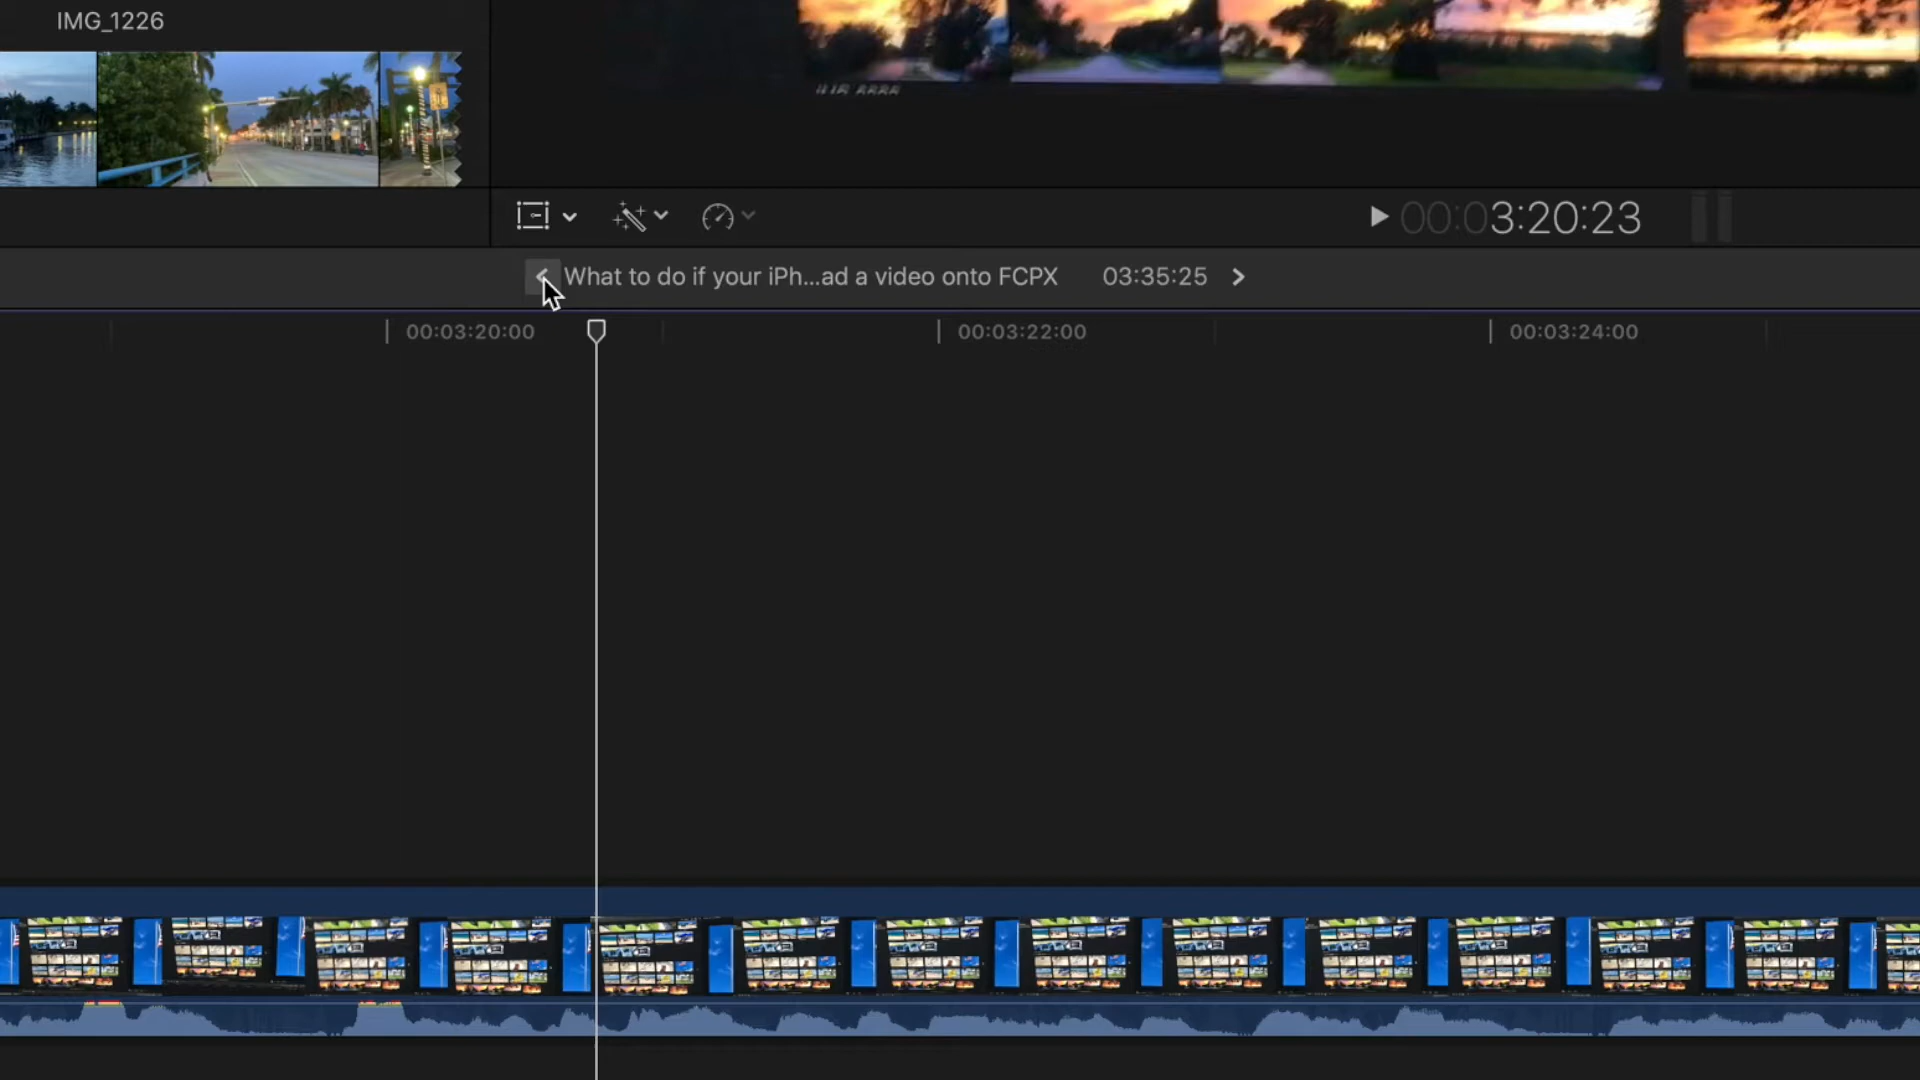 IMG_1226
00:03:20:23
What to do if your iPh...ad a video onto FCPX 03:35:25
00:03:20:00 00:03:22:00 00:03:24:00